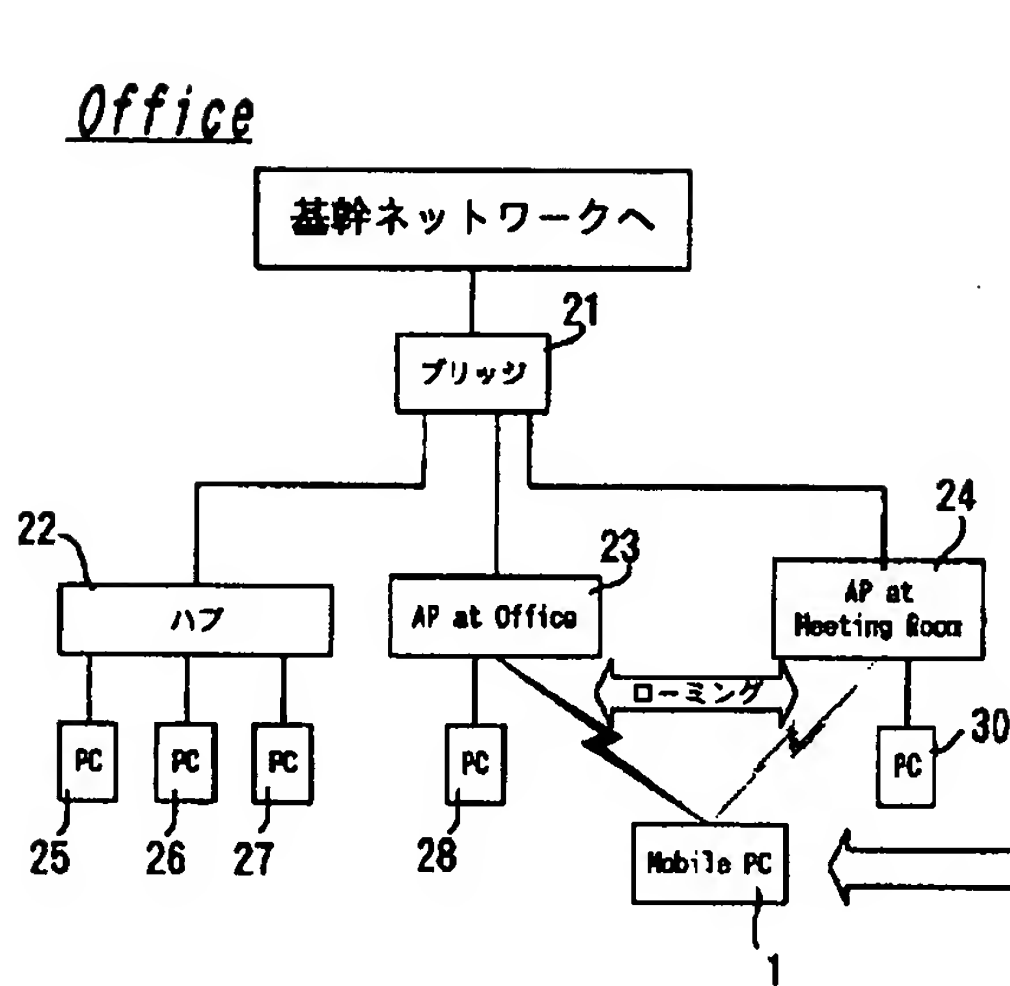 Office
基幹ネットワークへ
21
ブリッジ
22
23
24
ハブ
AP at Office
AP at
Meeting Room
ローミング
PC
PC
PC
PC
PC
30
25
26
27
28
Mobile PC
1